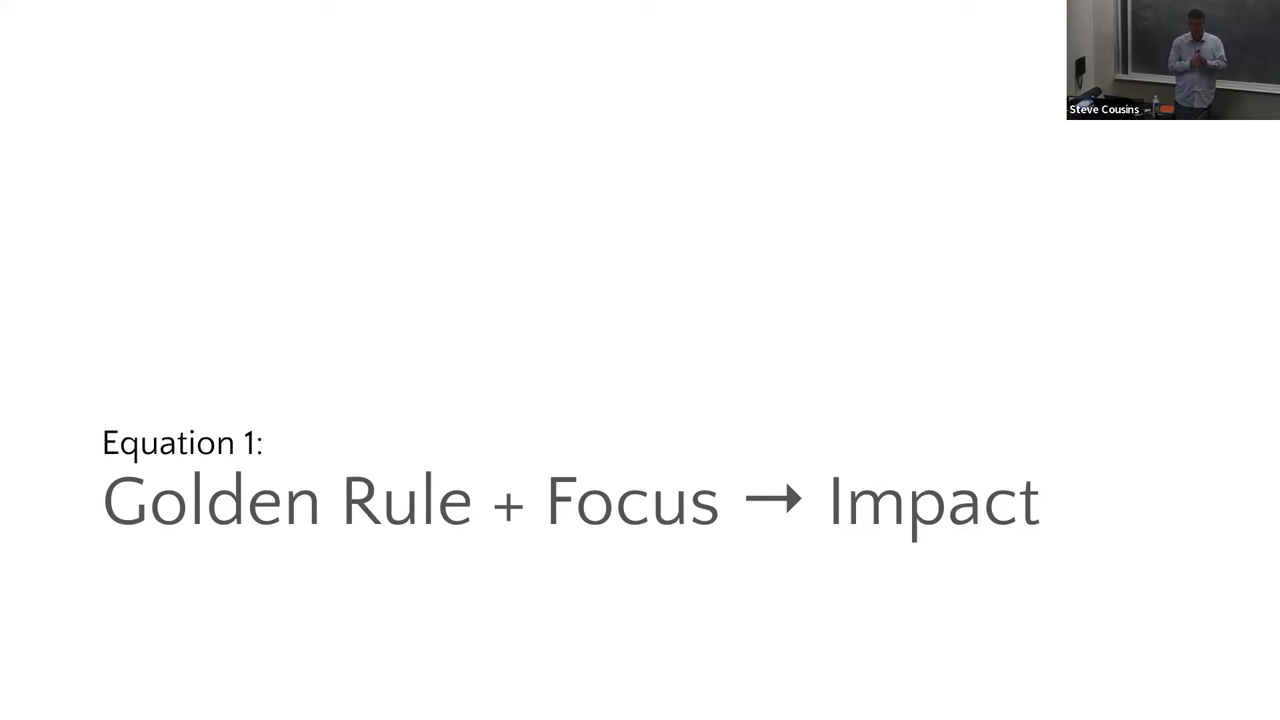 Steve Cousins
Equation 1:
Golden Rule + Focus → Impact